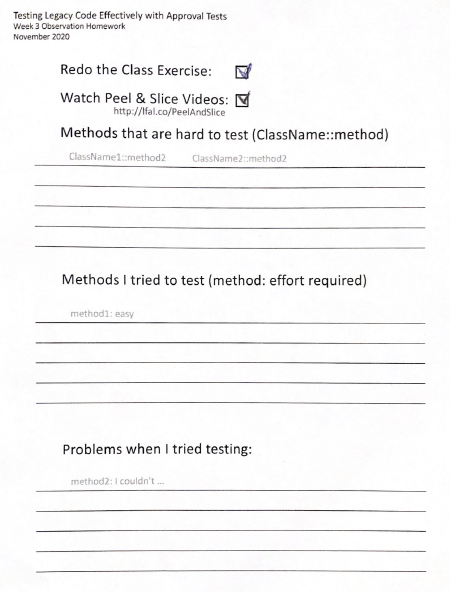 Testing Legacy Code Effectively with Approval Tests
Week 3 Observation Homework
November 2020
Redo the Class Exercise:
Watch Peel & Slice Videos:
http://lfal.co/PeelAndSlice
Methods that are hard to test (ClassName::method)
ClassName1::method2 ClassName2::method2
Methods I tried to test (method: effort required)
method1: easy
Problems when I tried testing:
method2: I couldn't ...